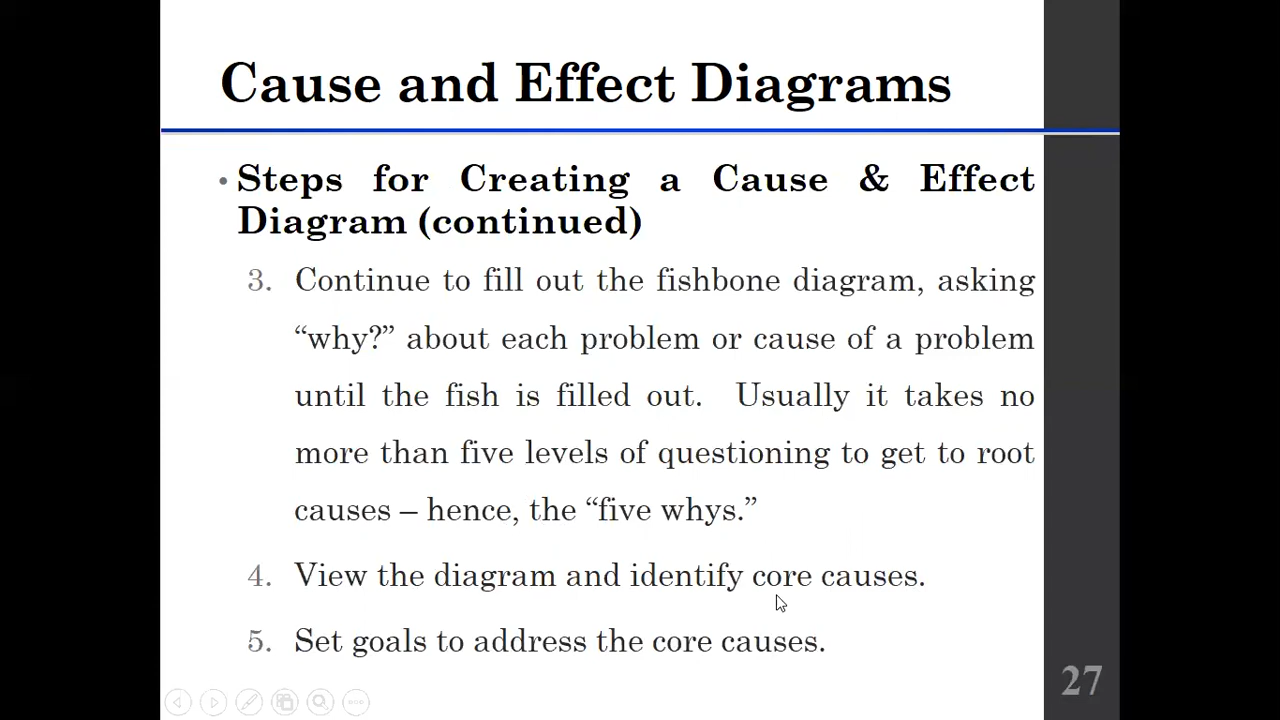 Cause and Effect Diagrams
• Steps for Creating a Cause & Effect
Diagram (continued)
3. Continue to fill out the fishbone diagram, asking
“why?” about each problem or cause of a problem
until the fish is filled out. Usually it takes no
more than five levels of questioning to get to root
causes – hence, the “five whys.”
4. View the diagram and identify core causes.
5. Set goals to address the core causes.
27